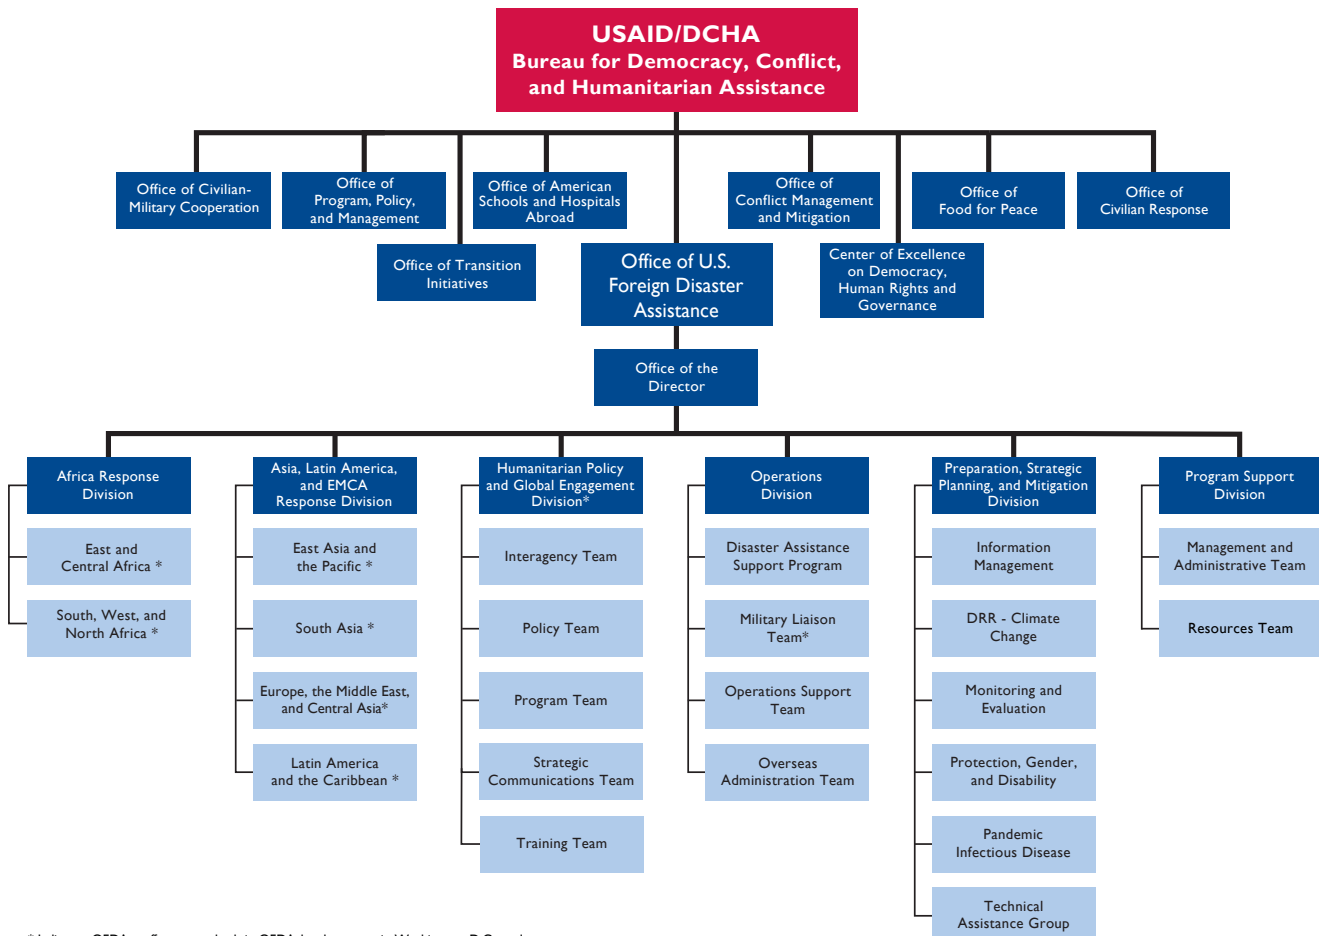 USAID/DCHA
Bureau for Democracy, Conflict,
and Humanitarian Assistance
Office of Civilian-
Military Cooperation
Office of
Program, Policy,
and Management
Office of American
Schools and Hospitals
Abroad
Office of
Conflict Management
and Mitigation
Office of
Food for Peace
Office of
Civilian Response
Office of Transition
Initiatives
Office of U.S.
Foreign Disaster
Assistance
Center of Excellence
on Democracy,
Human Rights and
Governance
Office of the
Director
Africa Response
Division
East and
Central Africa *
South, West, and
North Africa *
Asia, Latin America,
and EMCA
Response Division
East Asia and
the Pacific *
South Asia *
Europe, the Middle East,
and Central Asia*
Latin America
and the Caribbean *
Humanitarian Policy
and Global Engagement
Division*
Interagency Team
Policy Team
Program Team
Strategic
Communications Team
Training Team
Operations
Division
Disaster Assistance
Support Program
Military Liaison
Team*
Operations Support
Team
Overseas
Administration Team
Preparation, Strategic
Planning, and Mitigation
Division
Information
Management
DRR - Climate
Change
Monitoring and
Evaluation
Protection, Gender,
and Disability
Pandemic
Infectious Disease
Technical
Assistance Group
Program Support
Division
Management and
Administrative Team
Resources Team